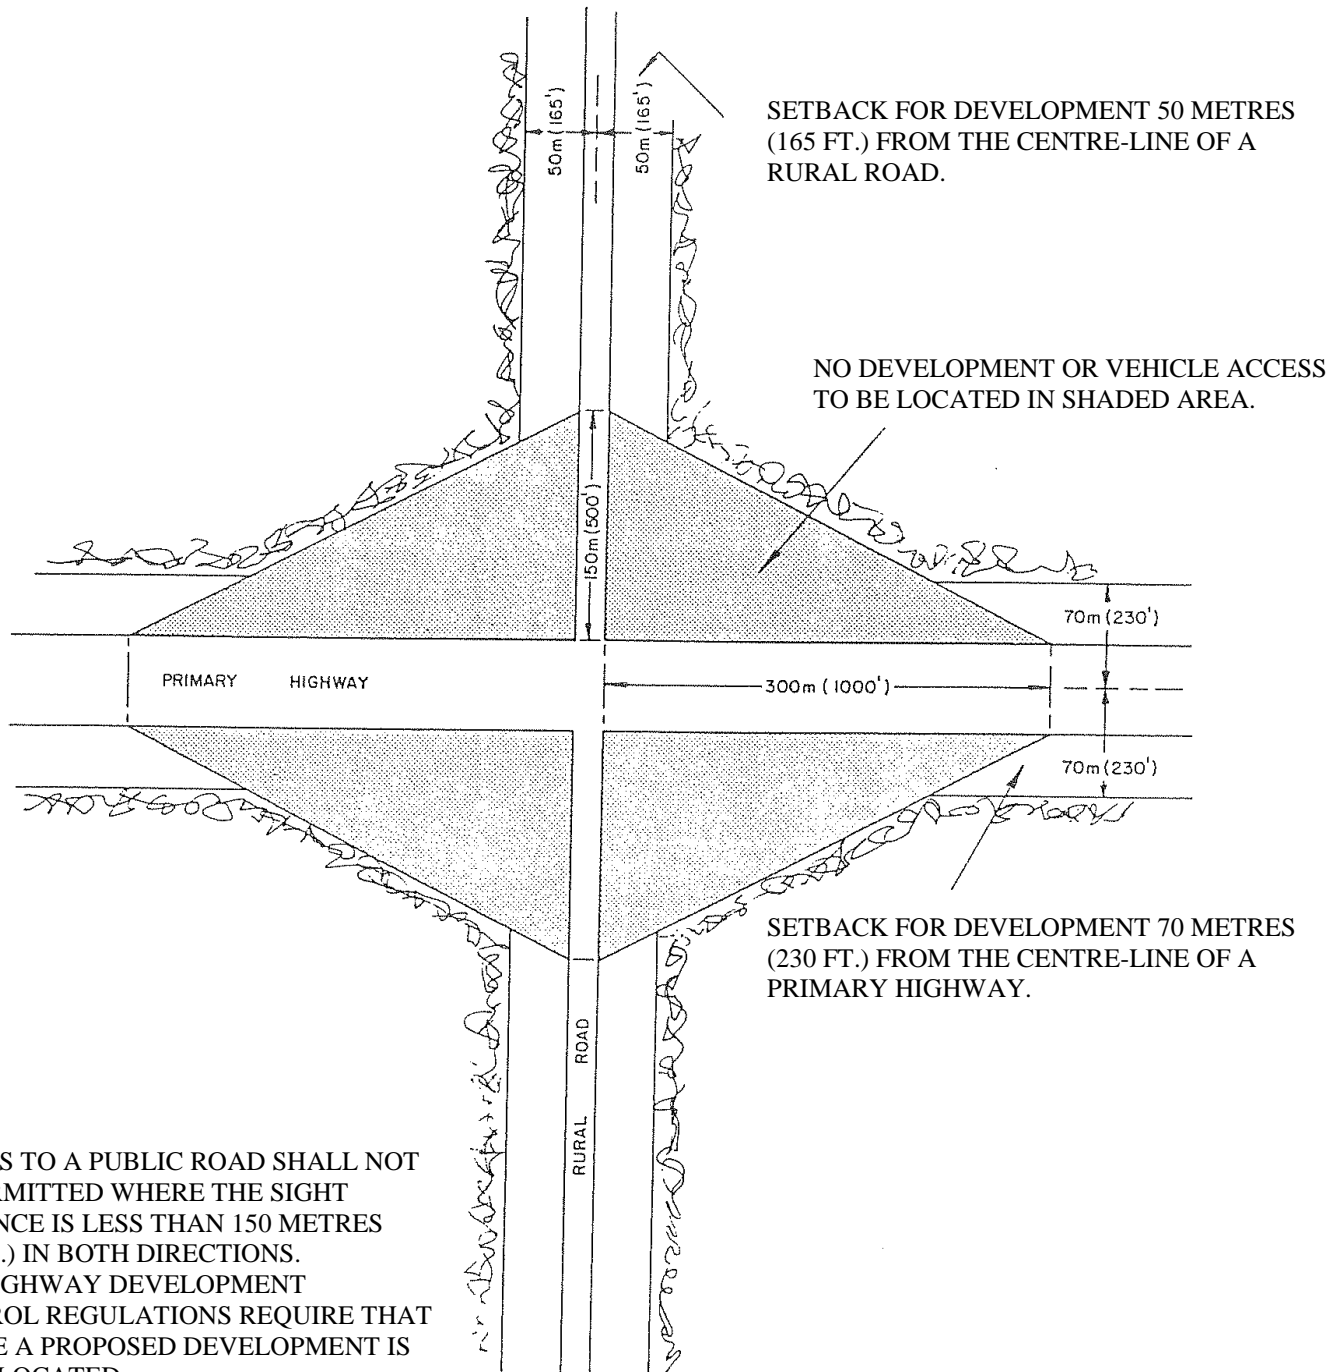 50m (165')
50m (165')
SETBACK FOR DEVELOPMENT 50 METRES
(165 FT.) FROM THE CENTRE-LINE OF A
RURAL ROAD.
NO DEVELOPMENT OR VEHICLE ACCESS
TO BE LOCATED IN SHADED AREA.
150m (500')
70m (230')
PRIMARY HIGHWAY
300m (1000')
70m (230')
SETBACK FOR DEVELOPMENT 70 METRES
(230 FT.) FROM THE CENTRE-LINE OF A
PRIMARY HIGHWAY.
RURAL ROAD
S TO A PUBLIC ROAD SHALL NOT
RMITTED WHERE THE SIGHT
NCE IS LESS THAN 150 METRES
.) IN BOTH DIRECTIONS.
GHWAY DEVELOPMENT
ROL REGULATIONS REQUIRE THAT
E A PROPOSED DEVELOPMENT IS